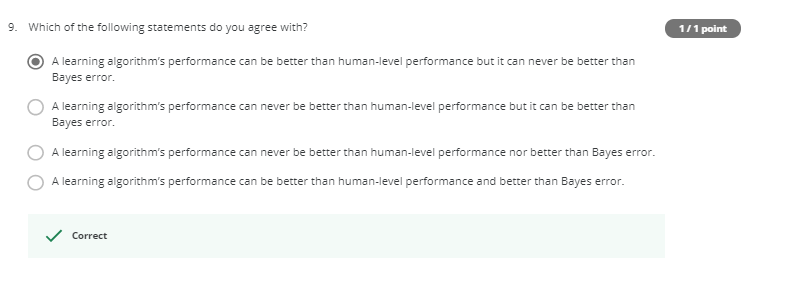 9. Which of the following statements do you agree with?
1 / 1 point
A learning algorithm's performance can be better than human-level performance but it can never be better than
Bayes error.
A learning algorithm's performance can never be better than human-level performance but it can be better than
Bayes error.
A learning algorithm's performance can never be better than human-level performance nor better than Bayes error.
A learning algorithm's performance can be better than human-level performance and better than Bayes error.
Correct